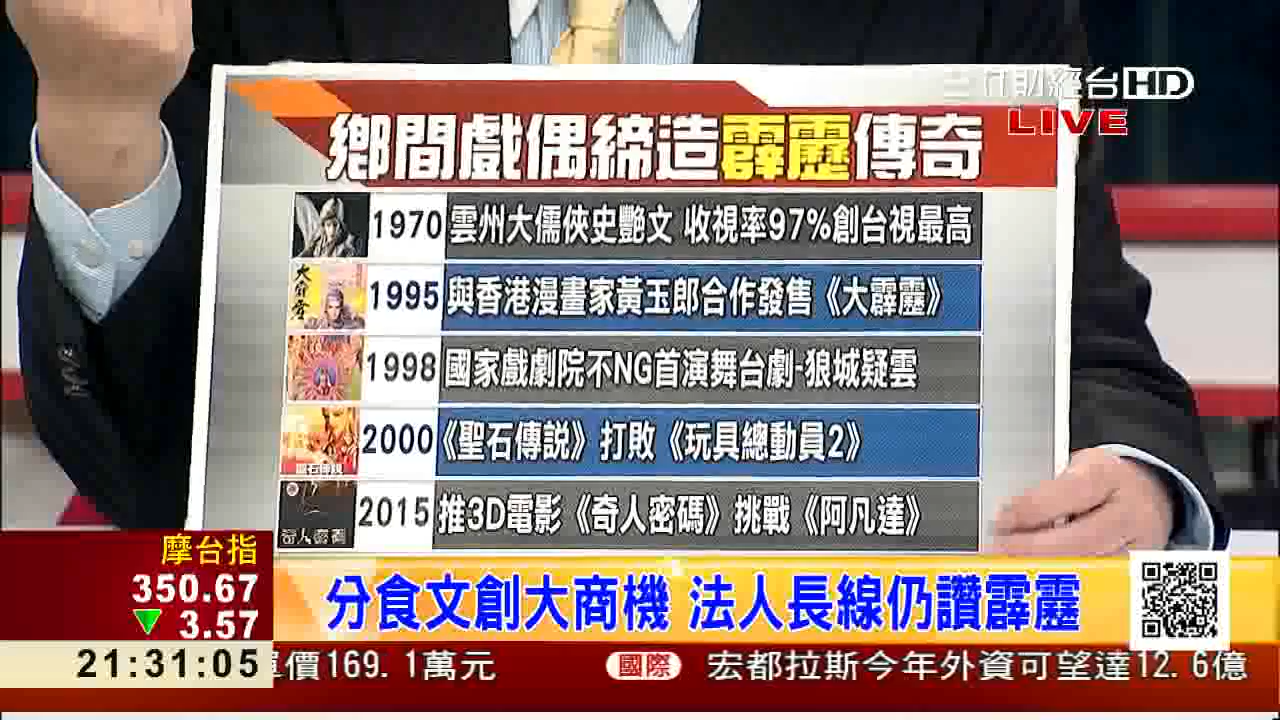 三立財經台HD
LIVE
鄉間戲偶締造霹靂傳奇
1970 雲州大儒俠史艷文 收視率97%創台視最高
1995 與香港漫畫家黃玉郎合作發售《大霹靂》
1998 國家戲劇院不NG首演舞台劇-狼城疑雲
2000 《聖石傳說》打敗《玩具總動員2》
2015 推3D電影《奇人密碼》挑戰《阿凡達》
摩台指
350.67
▼ 3.57
分食文創大商機 法人長線仍讚霹靂
21:31:05
單價169.1萬元 國際 宏都拉斯今年外資可望達12.6億